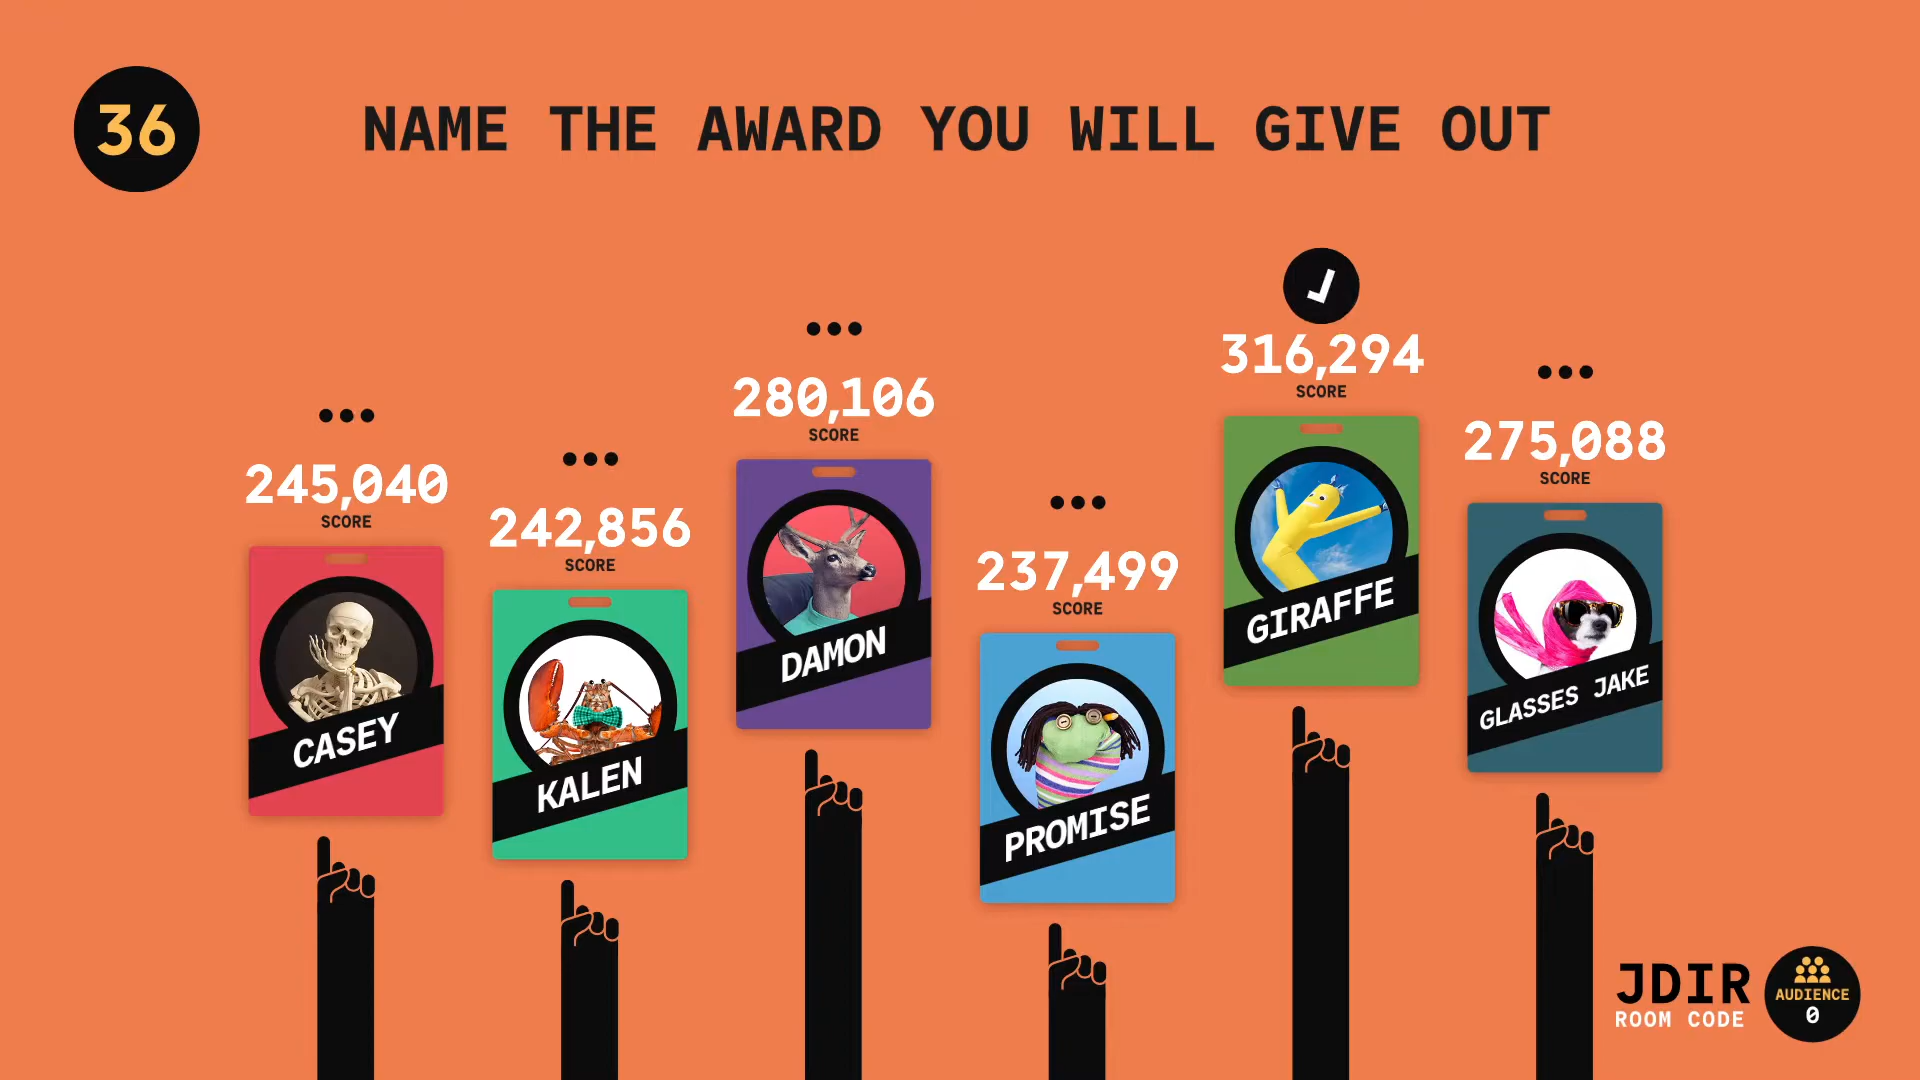 36
NAME THE AWARD YOU WILL GIVE OUT
245,040
SCORE
CASEY
242,856
SCORE
KALEN
280,106
SCORE
DAMON
237,499
SCORE
PROMISE
316,294
SCORE
GIRAFFE
275,088
SCORE
GLASSES JAKE
JDIR
ROOM CODE
AUDIENCE
0